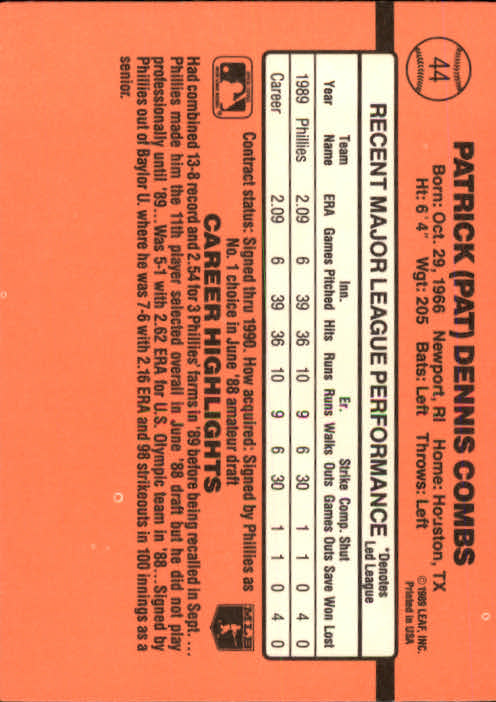 44
PATRICK (PAT) DENNIS COMBS
Born: Oct. 29, 1966 Newport, RI Home: Houston, TX
Ht: 6'4" Wgt: 205 Bats: Left Throws: Left
© 1989 LEAF, INC.
Printed in USA
RECENT MAJOR LEAGUE PERFORMANCE *Denotes
Led League
Team Inn. Er. Strike Comp. Shut
Year Name ERA Games Pitched Hits Runs Runs Walks Outs Games Outs Save Won Lost
1989 Phillies 2.09 6 39 36 10 9 6 30 1 1 0 4 0
Career 2.09 6 39 36 10 9 6 30 1 1 0 4 0
Contract status: Signed thru 1990. How acquired: Signed by Phillies as
No. 1 choice in June '88 amateur draft
MLB
CAREER HIGHLIGHTS
Had combined 13-8 record and 2.54 for 3 Phillies' farms in '89 before being recalled in Sept. ...
Phillies made him the 11th player selected overall in June '88 draft but he did not play
professionally until '89 ... Was 5-1 with 2.62 ERA for U.S. Olympic team in '88 ... Signed by
Phillies out of Baylor U. where he was 7-6 with 2.16 ERA and 98 strikeouts in 100 innings as a
senior.